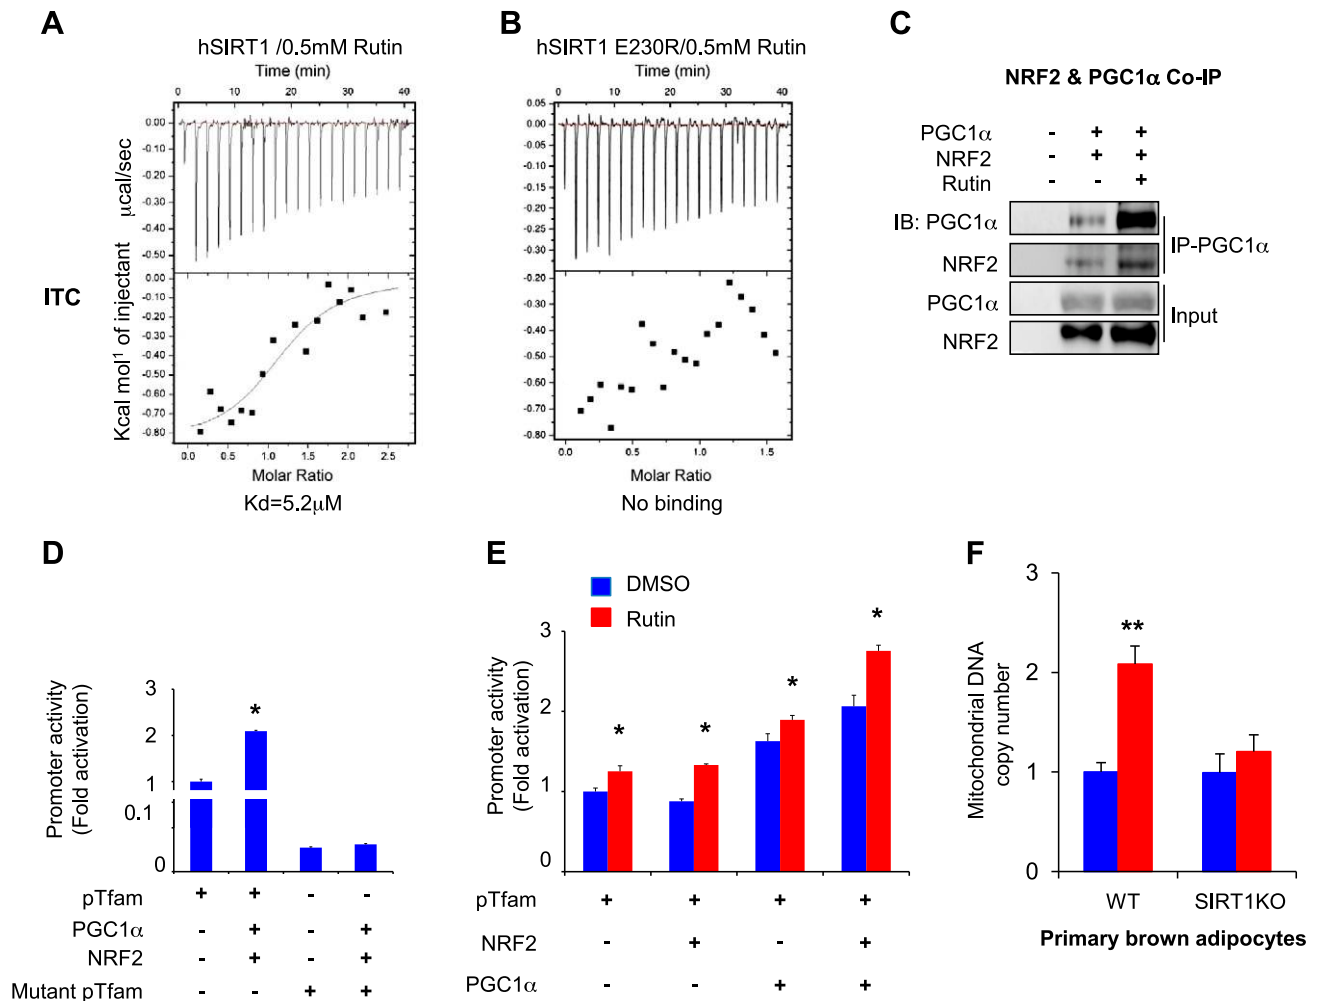 A
hSIRT1 /0.5mM Rutin
Time (min)
0 10 20 30 40
0.00
-0.10
-0.20
-0.30
-0.40
-0.50
µcal/sec
0.00
-0.10
-0.20
-0.30
-0.40
-0.50
-0.60
-0.70
-0.80
Kcal mol¹ of injectant
ITC
0.0 0.5 1.0 1.5 2.0 2.5
Molar Ratio
Kd=5.2µM
B
hSIRT1 E230R/0.5mM Rutin
Time (min)
0 10 20 30 40
0.05
0.00
-0.05
-0.10
-0.15
-0.20
-0.25
-0.30
-0.20
-0.30
-0.40
-0.50
-0.60
-0.70
-0.80
0.0 0.5 1.0 1.5
Molar Ratio
No binding
C
NRF2 & PGC1α Co-IP
PGC1α - + +
NRF2 - + +
Rutin - - +
IB: PGC1α
NRF2
IP-PGC1α
PGC1α
NRF2
Input
D
Promoter activity
(Fold activation)
3
2
1
0.1
0
*
pTfam + + - -
PGC1α - + - +
NRF2 - + - +
Mutant pTfam - - + +
E
DMSO
Rutin
Promoter activity
(Fold activation)
3
2
1
0
* * * *
pTfam + + + +
NRF2 - + - +
PGC1α - - + +
F
Mitochondrial DNA
copy number
3
2
1
0
**
WT SIRT1KO
Primary brown adipocytes